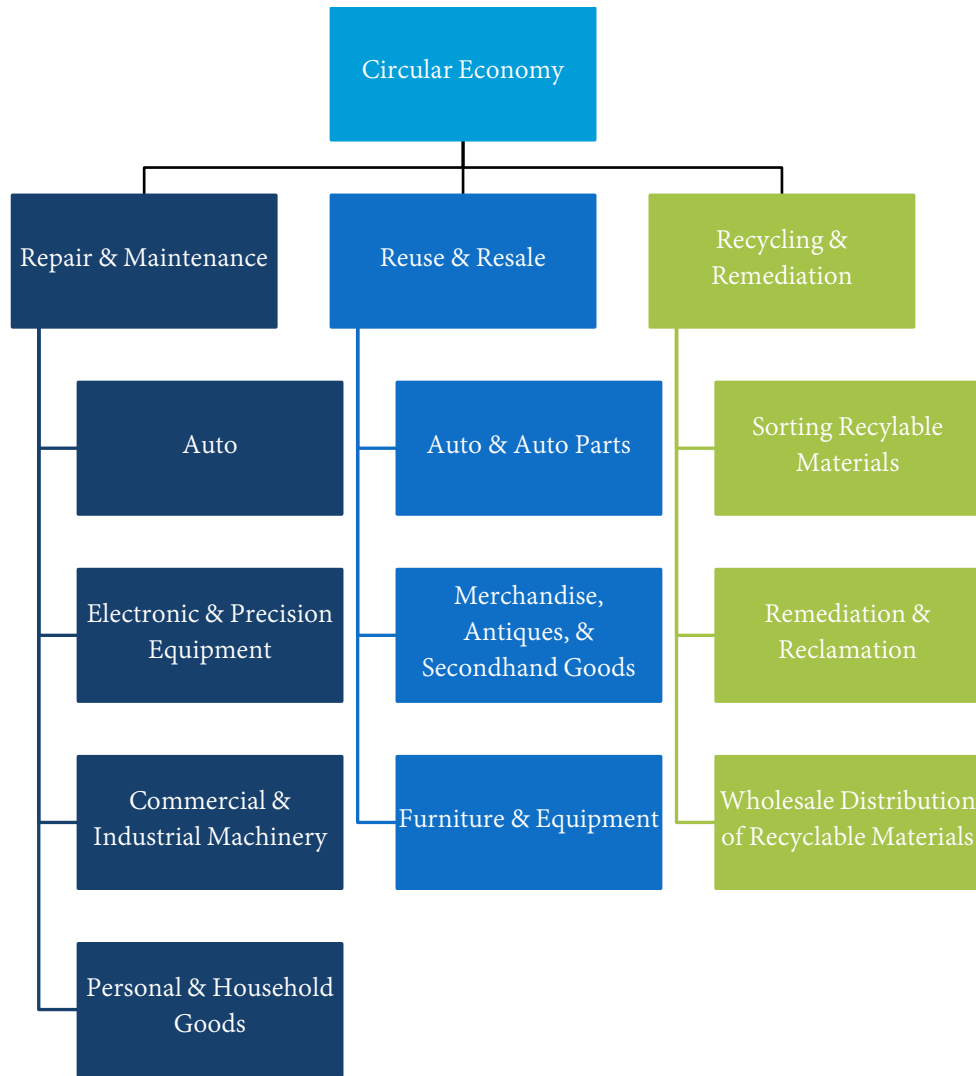 Circular Economy
Repair & Maintenance
Reuse & Resale
Recycling &
Remediation
Auto
Auto & Auto Parts
Sorting Recylable
Materials
Electronic & Precision
Equipment
Merchandise,
Antiques, &
Secondhand Goods
Remediation &
Reclamation
Commercial &
Industrial Machinery
Furniture & Equipment
Wholesale Distribution
of Recyclable Materials
Personal & Household
Goods